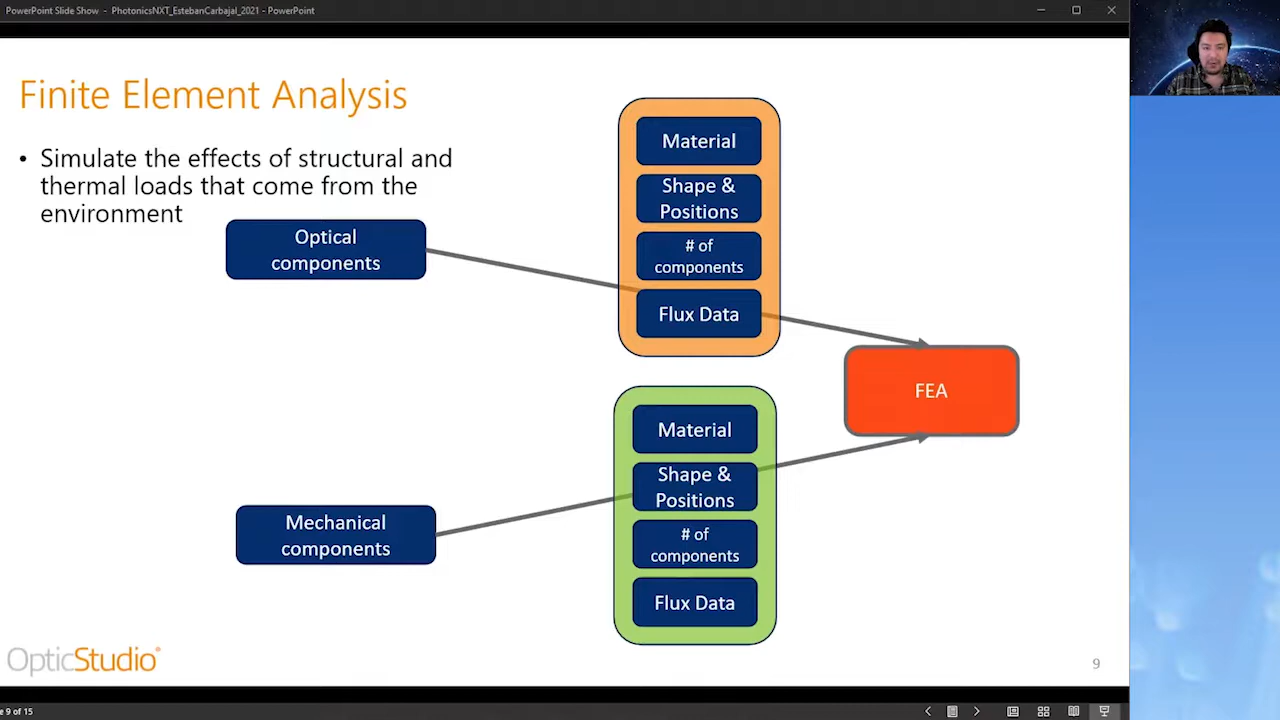 PowerPoint Slide Show - PhotonicsNXT_EstebanCarbajal_2021 - PowerPoint
Finite Element Analysis
• Simulate the effects of structural and
thermal loads that come from the
environment
Optical
components
Material
Shape &
Positions
# of
components
Flux Data
FEA
Mechanical
components
Material
Shape &
Positions
# of
components
Flux Data
OpticStudio
9
e 9 of 15